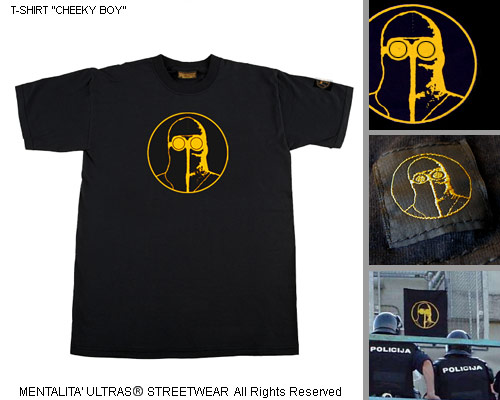 T-SHIRT "CHEEKY BOY"
POLICIJA
POLICIJA
MENTALITA' ULTRAS® STREETWEAR All Rights Reserved